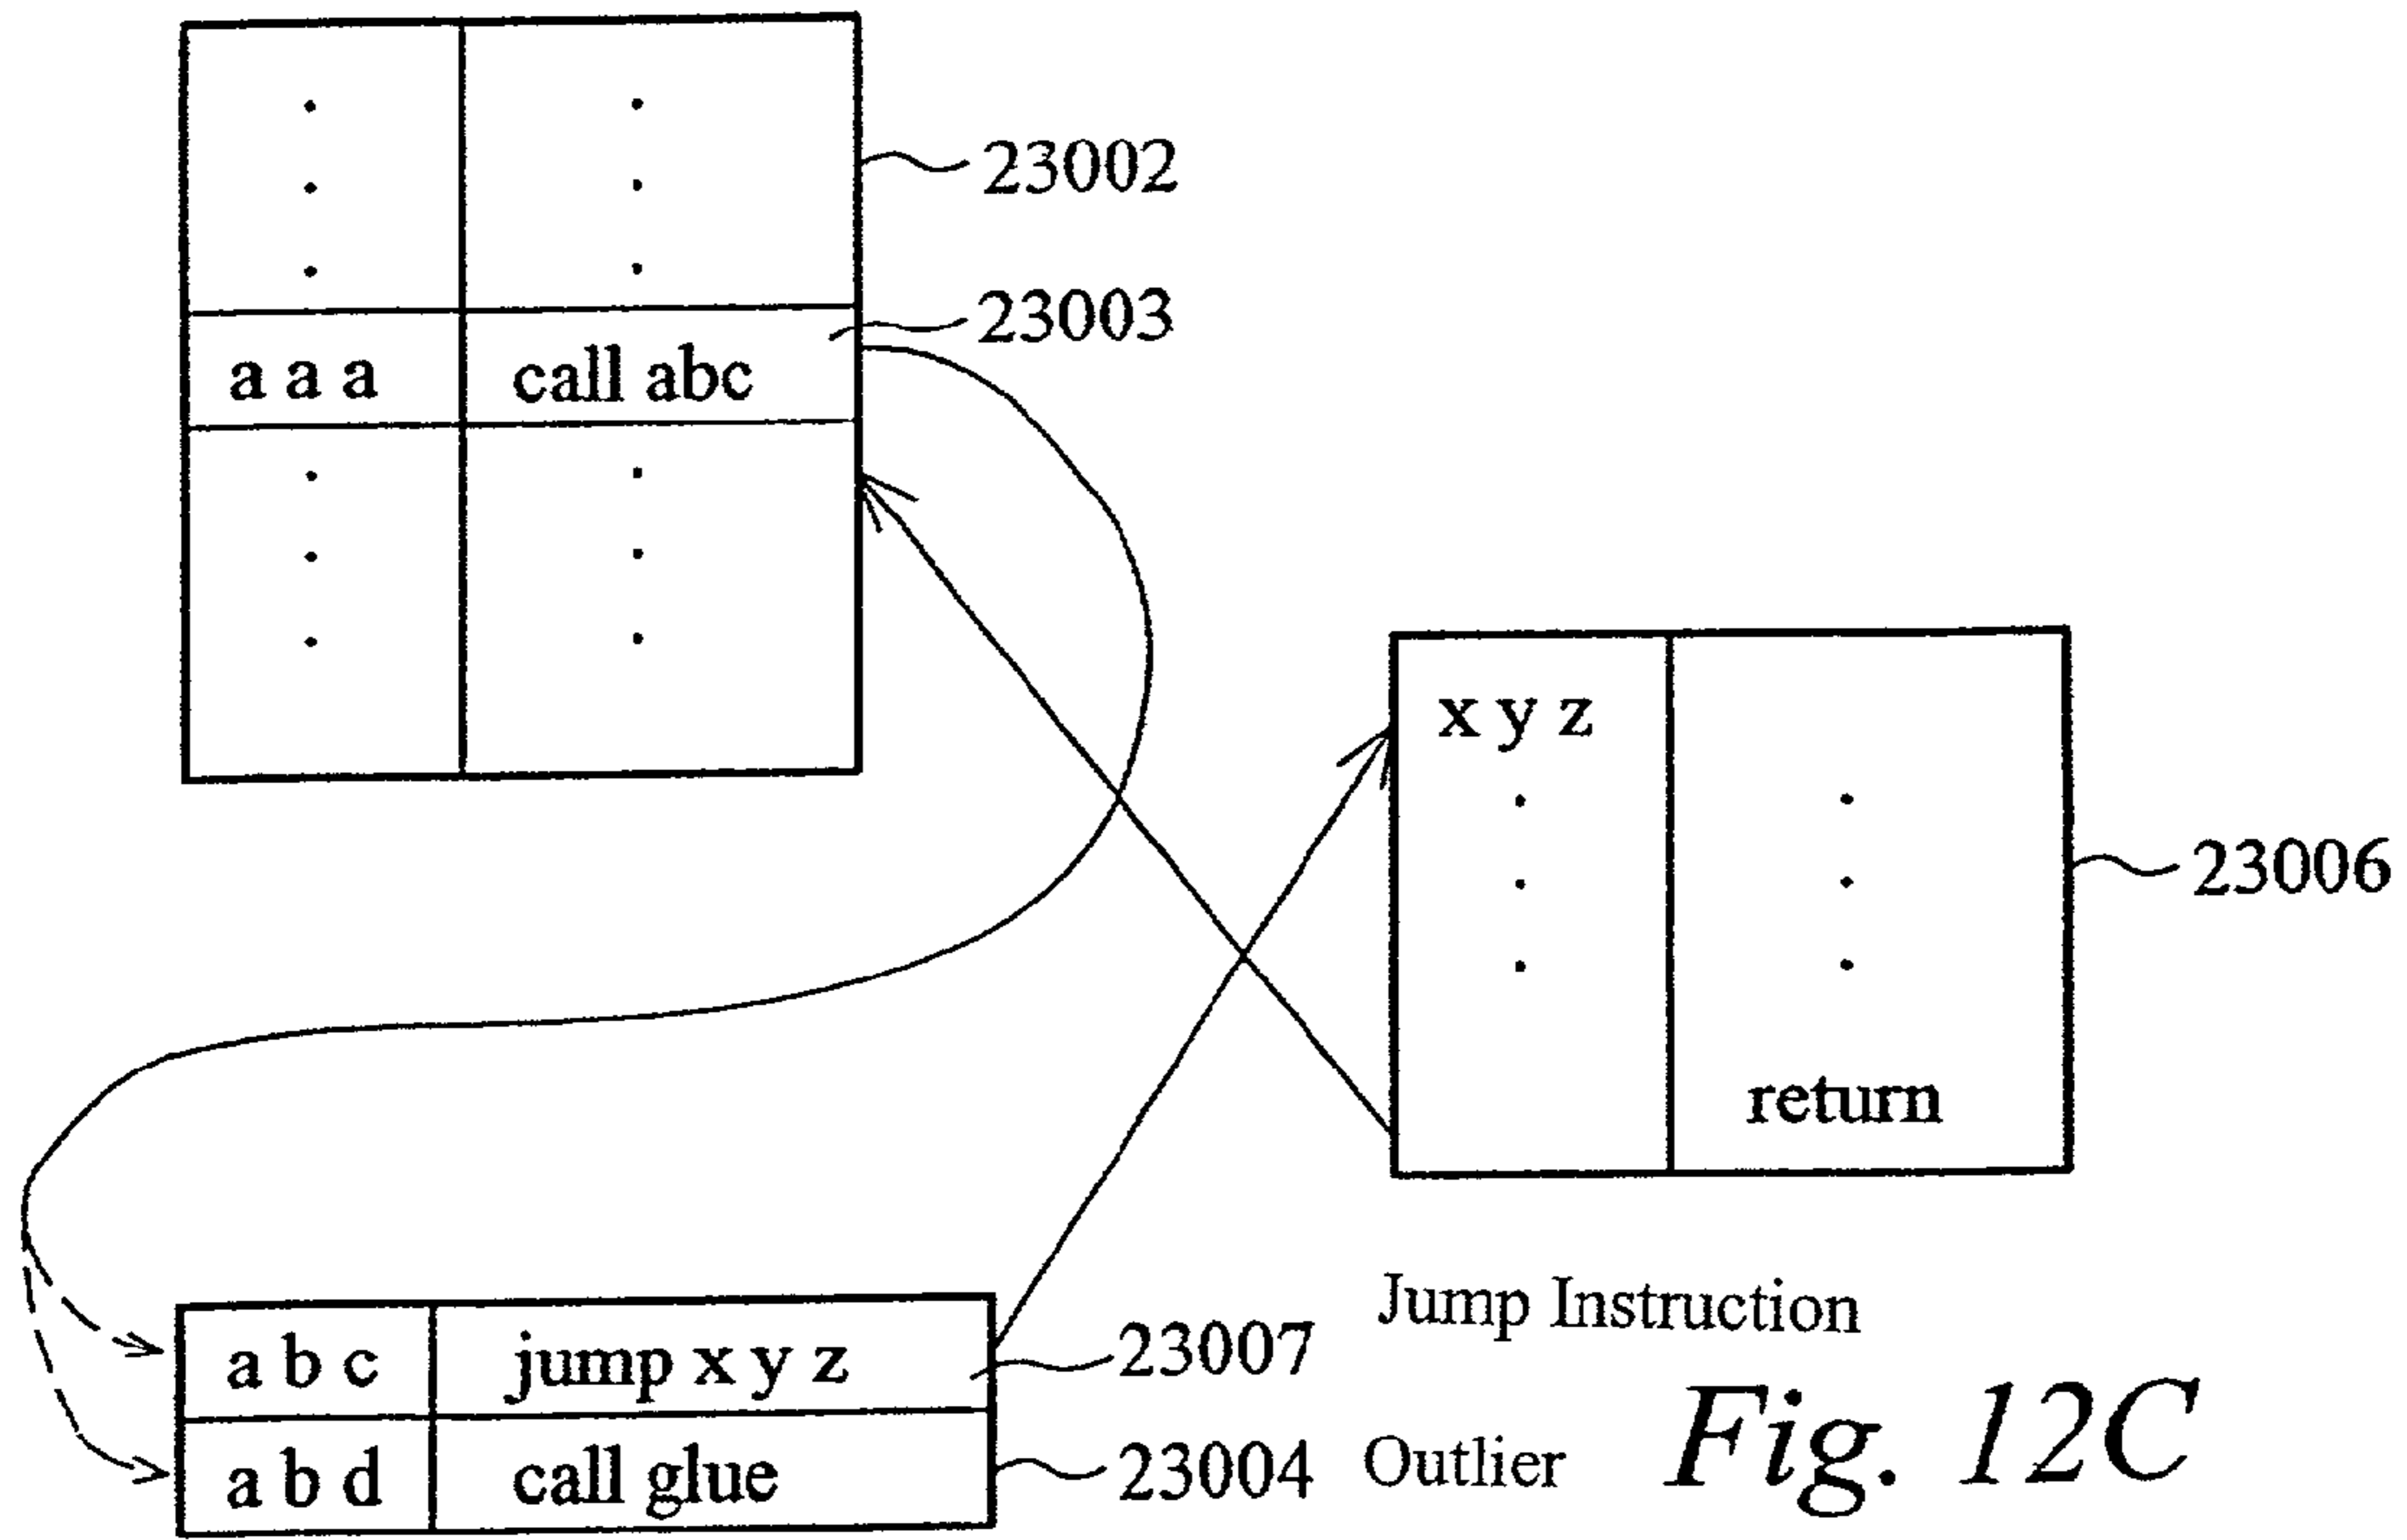 23002
23003
a a a call abc
x y z
23006
return
a b c jump x y z 23007 Jump Instruction
a b d call glue 23004 Outlier
Fig. 12C